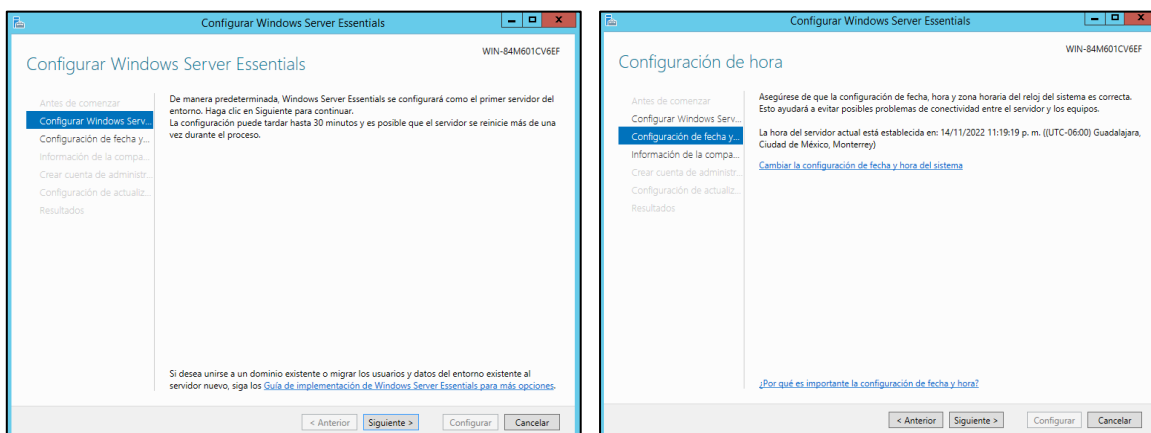 Configurar Windows Server Essentials
WIN-84M601CV6EF
Configurar Windows Server Essentials
Antes de comenzar
Configurar Windows Serv...
Configuración de fecha y...
Información de la compa...
Crear cuenta de administr...
Configuración de actualiz...
Resultados
De manera predeterminada, Windows Server Essentials se configurará como el primer servidor del
entorno. Haga clic en Siguiente para continuar.
La configuración puede tardar hasta 30 minutos y es posible que el servidor se reinicie más de una
vez durante el proceso.
Si desea unirse a un dominio existente o migrar los usuarios y datos del entorno existente al
servidor nuevo, siga los Guía de implementación de Windows Server Essentials para más opciones.
< Anterior
Siguiente >
Configurar
Cancelar
Configurar Windows Server Essentials
WIN-84M601CV6EF
Configuración de hora
Antes de comenzar
Configurar Windows Serv...
Configuración de fecha y...
Información de la compa...
Crear cuenta de administr...
Configuración de actualiz...
Resultados
Asegúrese de que la configuración de fecha, hora y zona horaria del reloj del sistema es correcta.
Esto ayudará a evitar posibles problemas de conectividad entre el servidor y los equipos.
La hora del servidor actual está establecida en: 14/11/2022 11:19:19 p. m. ((UTC-06:00) Guadalajara,
Ciudad de México, Monterrey)
Cambiar la configuración de fecha y hora del sistema
¿Por qué es importante la configuración de fecha y hora?
< Anterior
Siguiente >
Configurar
Cancelar